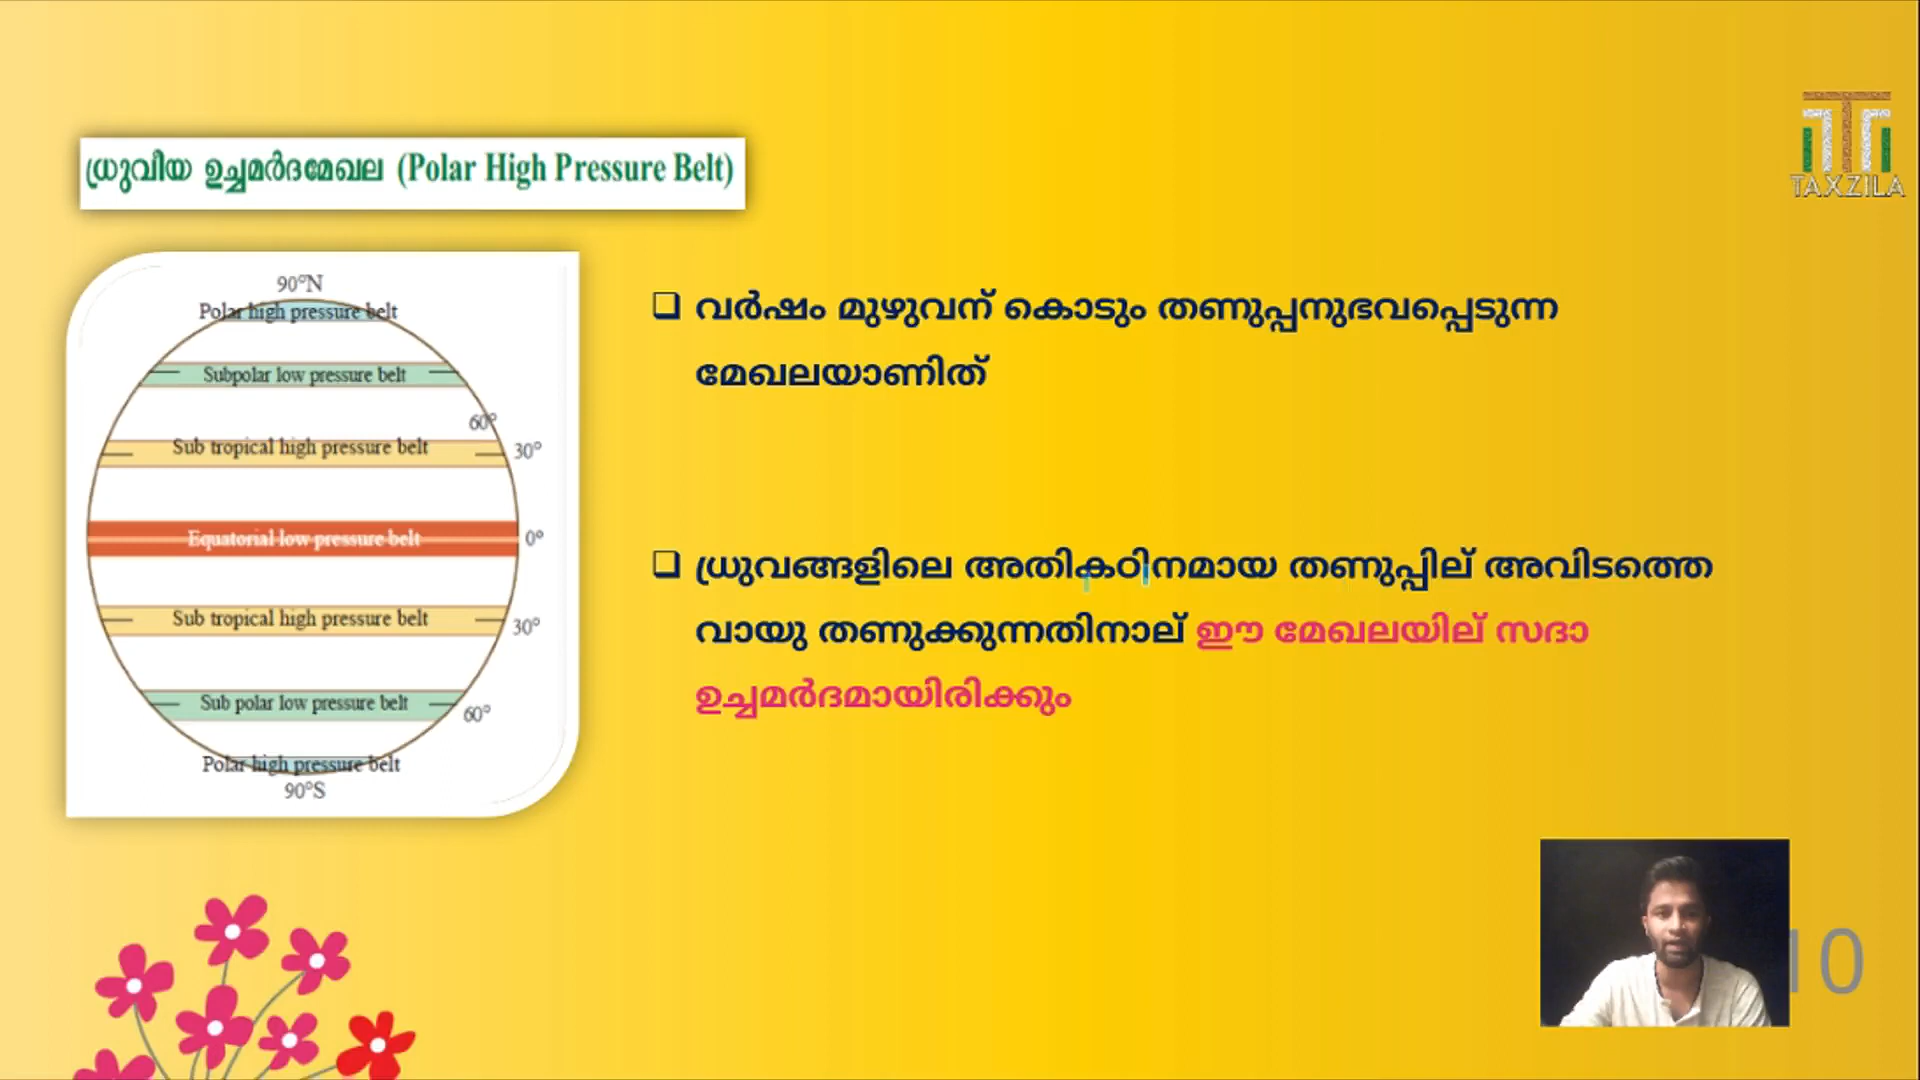 ധ്രുവീയ ഉച്ചമർദമേഖല (Polar High Pressure Belt)
TAXZILA
90°N
Polar high pressure belt
Subpolar low pressure belt
60°
Sub tropical high pressure belt
30°
Equatorial low pressure belt
0°
Sub tropical high pressure belt
30°
Sub polar low pressure belt
60°
Polar high pressure belt
90°S
❑ വർഷം മുഴുവന് കൊടും തണുപ്പനുഭവപ്പെടുന്ന
മേഖലയാണിത്
❑ ധ്രുവങ്ങളിലെ അതികഠിനമായ തണുപ്പില് അവിടത്തെ
വായു തണുക്കുന്നതിനാല് ഈ മേഖലയില് സദാ
ഉച്ചമർദമായിരിക്കും
10